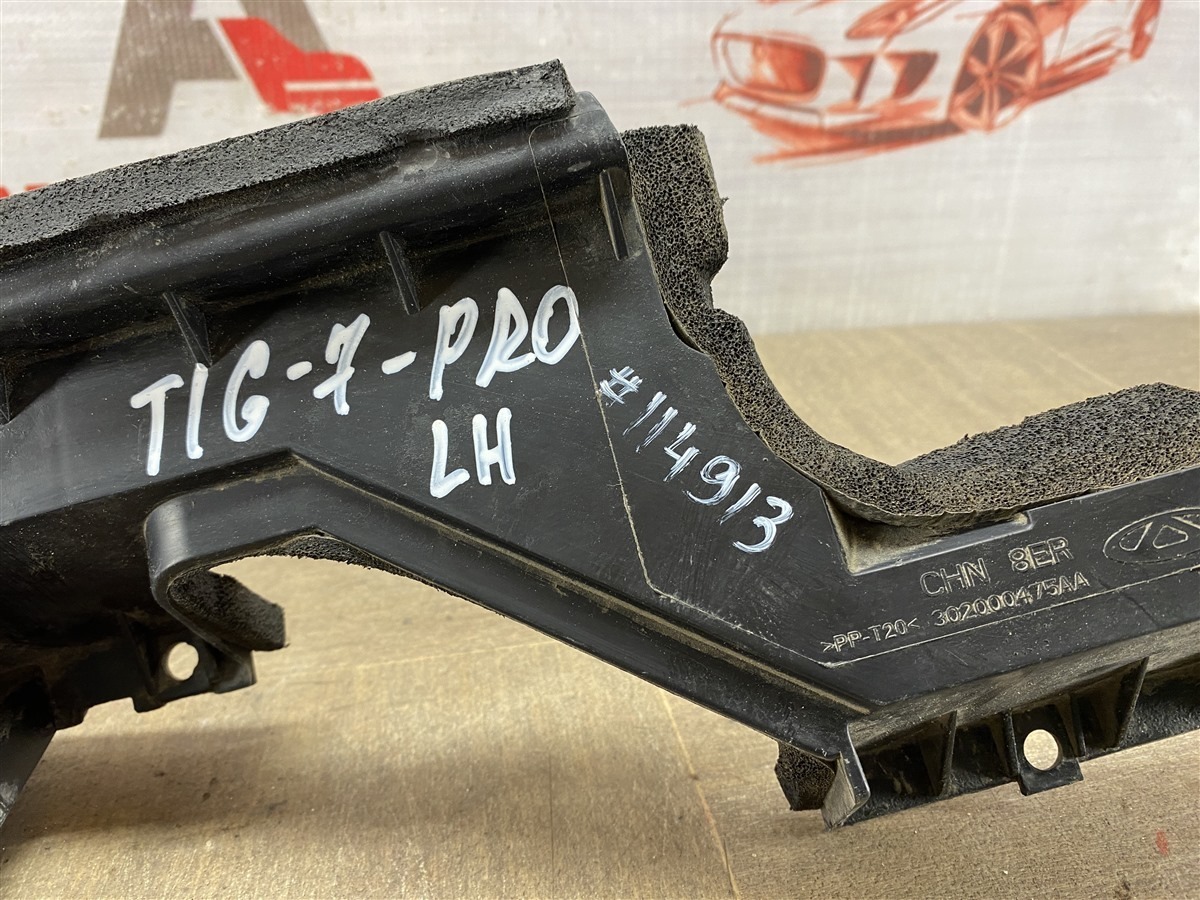 TIG-7-PRO
LH
#114913
CHN 8ER
>PP-T20< 302000475AA